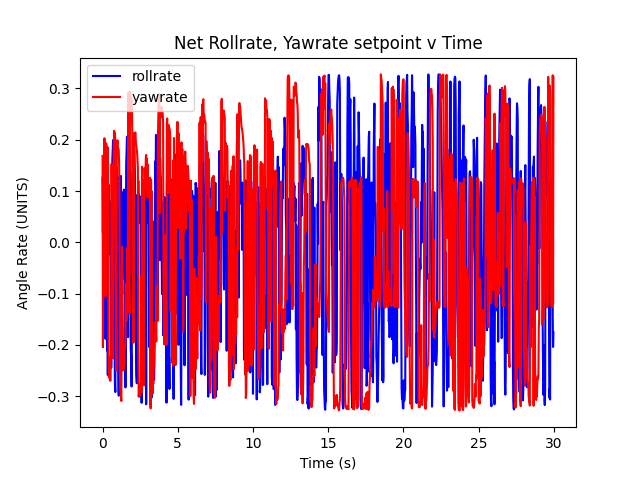 Net Rollrate, Yawrate setpoint v Time
rollrate
yawrate
Angle Rate (UNITS)
0.3
0.2
0.1
0.0
−0.1
−0.2
−0.3
0 5 10 15 20 25 30
Time (s)